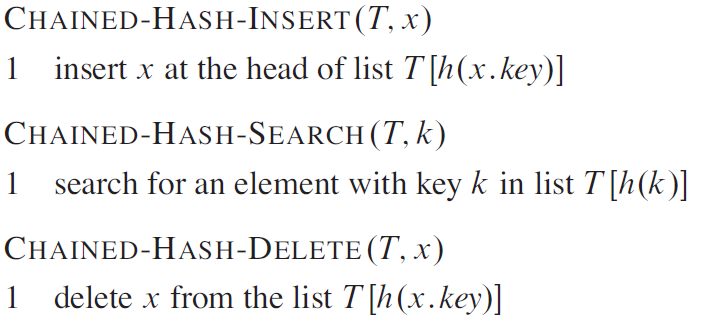 CHAINED-HASH-INSERT(T, x)
1 insert x at the head of list T[h(x.key)]
CHAINED-HASH-SEARCH(T, k)
1 search for an element with key k in list T[h(k)]
CHAINED-HASH-DELETE(T, x)
1 delete x from the list T[h(x.key)]